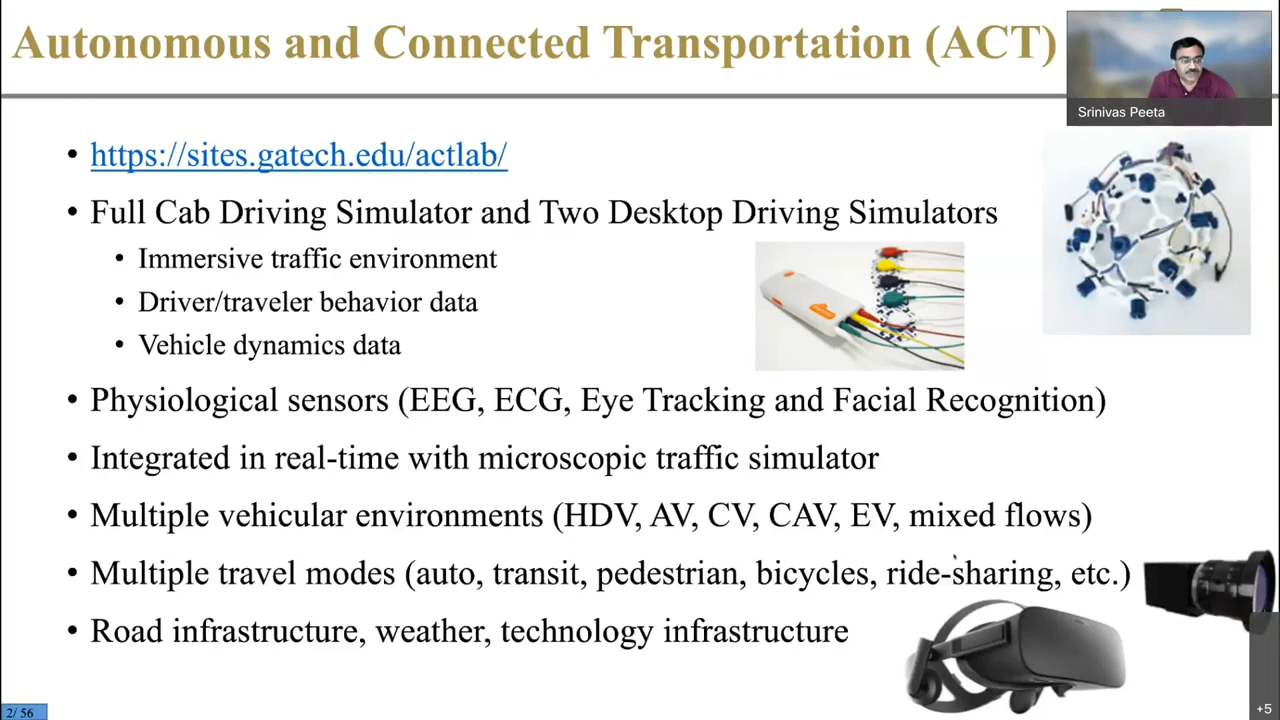 Autonomous and Connected Transportation (ACT)
Srinivas Peeta
• https://sites.gatech.edu/actlab/
• Full Cab Driving Simulator and Two Desktop Driving Simulators
• Immersive traffic environment
• Driver/traveler behavior data
• Vehicle dynamics data
• Physiological sensors (EEG, ECG, Eye Tracking and Facial Recognition)
• Integrated in real-time with microscopic traffic simulator
• Multiple vehicular environments (HDV, AV, CV, CAV, EV, mixed flows)
• Multiple travel modes (auto, transit, pedestrian, bicycles, ride-sharing, etc.)
• Road infrastructure, weather, technology infrastructure
2/ 56
+5